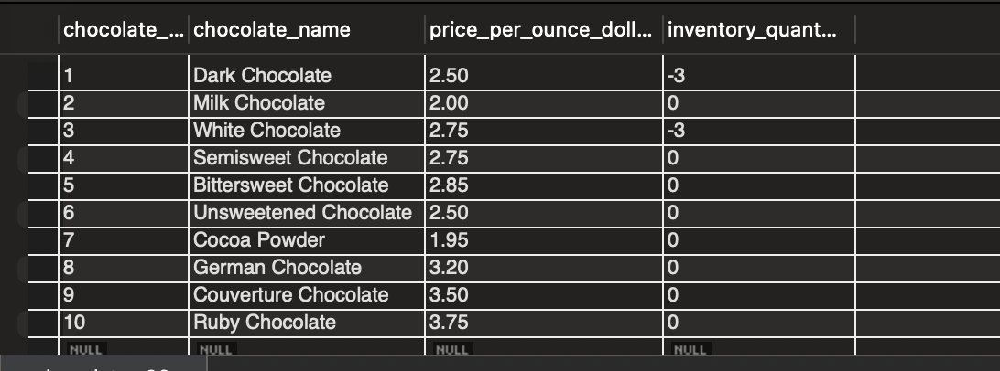 chocolate_... chocolate_name price_per_ounce_doll... inventory_quant...
1 Dark Chocolate 2.50 -3
2 Milk Chocolate 2.00 0
3 White Chocolate 2.75 -3
4 Semisweet Chocolate 2.75 0
5 Bittersweet Chocolate 2.85 0
6 Unsweetened Chocolate 2.50 0
7 Cocoa Powder 1.95 0
8 German Chocolate 3.20 0
9 Couverture Chocolate 3.50 0
10 Ruby Chocolate 3.75 0
NULL NULL NULL NULL